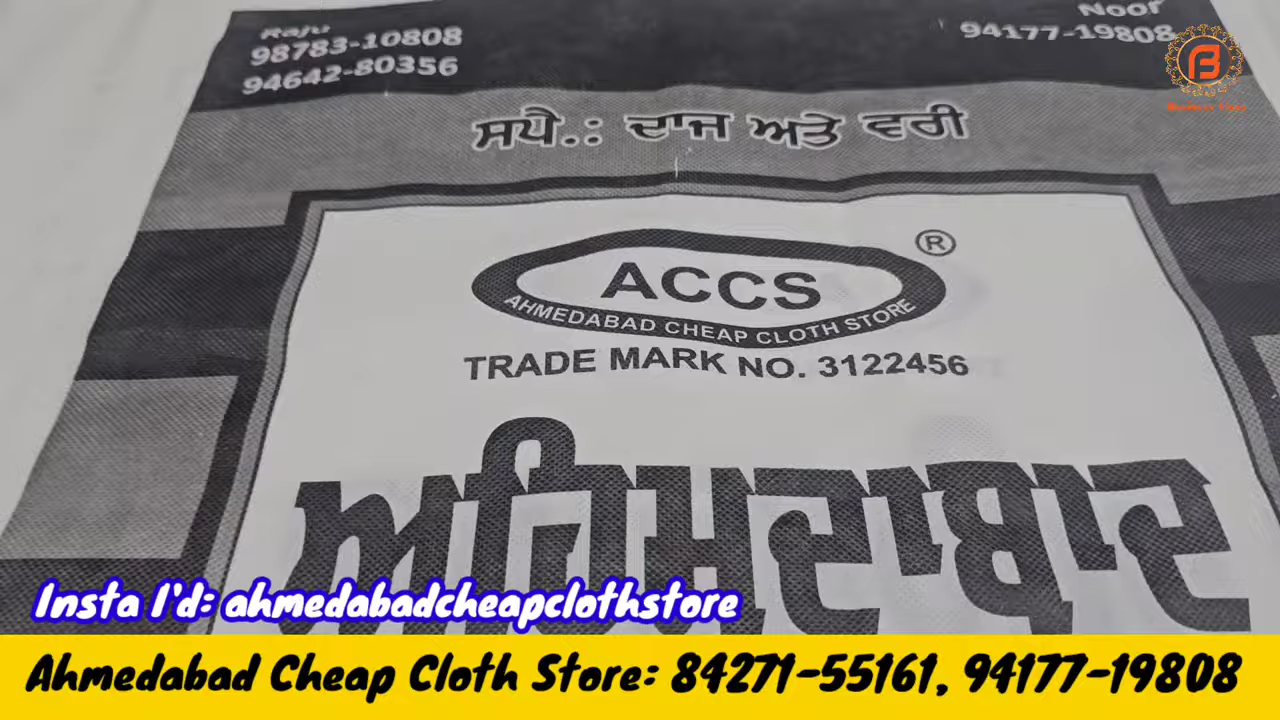 Raju
98783-10808
94642-80356
Noor
94177-19808
ਸਪੈ.: ਦਾਜ ਅਤੇ ਵਰੀ
®
ACCS
AHMEDABAD CHEAP CLOTH STORE
TRADE MARK NO. 3122456
ਅਹਿਮਦਾਬਾਦ
Insta I'd: ahmedabadcheapclothstore
Ahmedabad Cheap Cloth Store: 84271-55161, 94177-19808